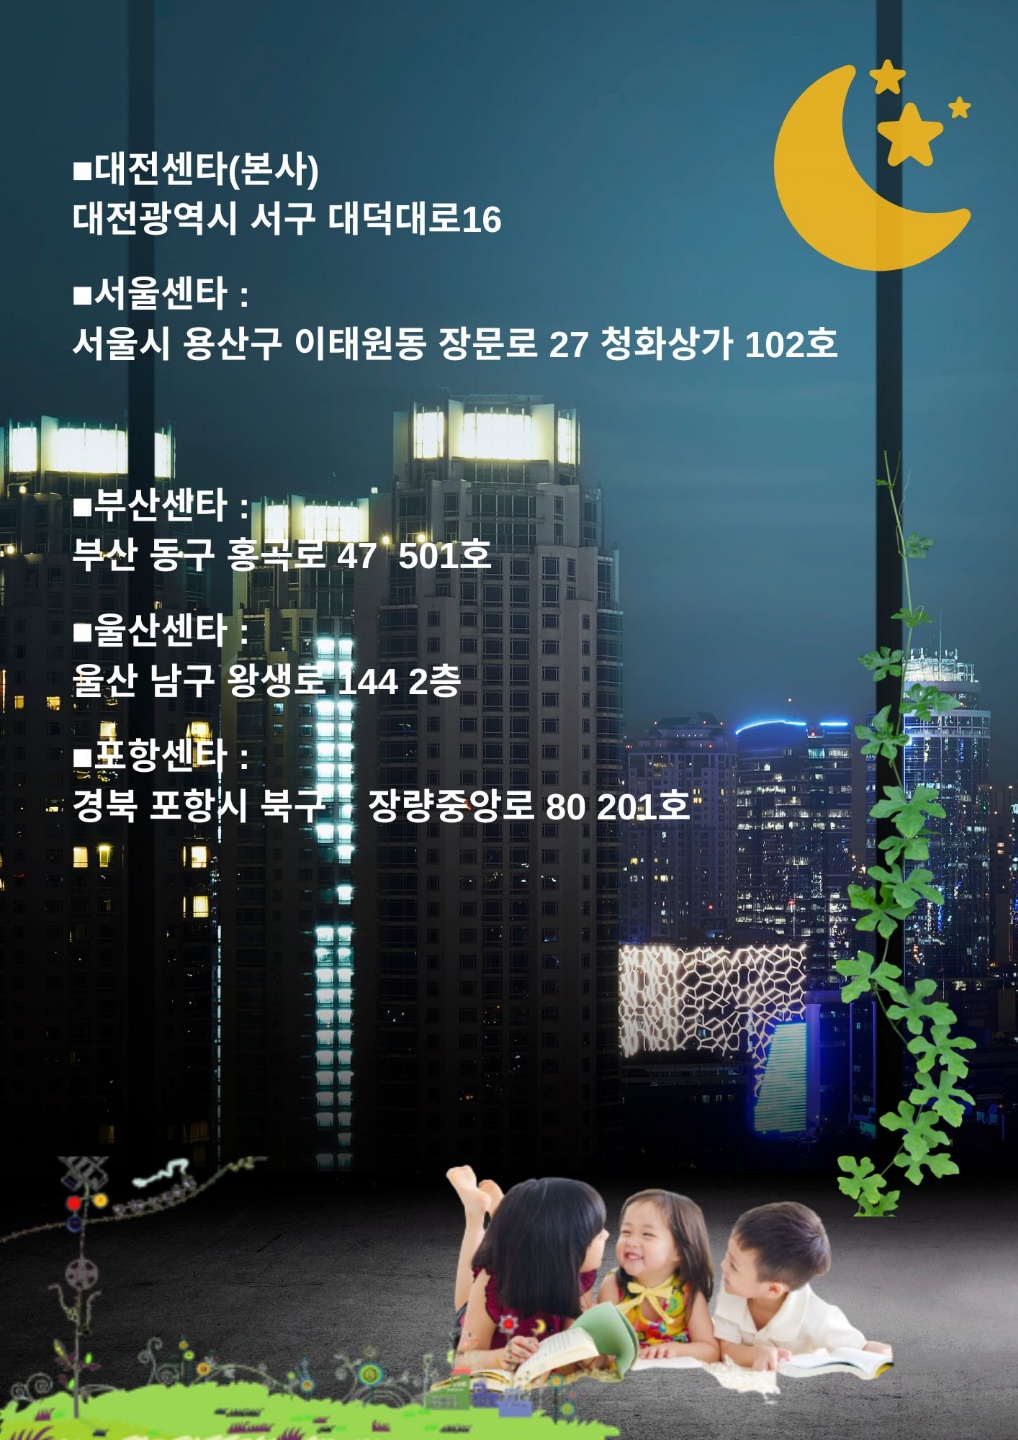 ■대전센타(본사)
대전광역시 서구 대덕대로16
■서울센타 :
서울시 용산구 이태원동 장문로 27 청화상가 102호
■부산센타 :
부산 동구 홍곡로 47 501호
■울산센타 :
울산 남구 왕생로 144 2층
■포항센타 :
경북 포항시 북구 장량중앙로 80 201호